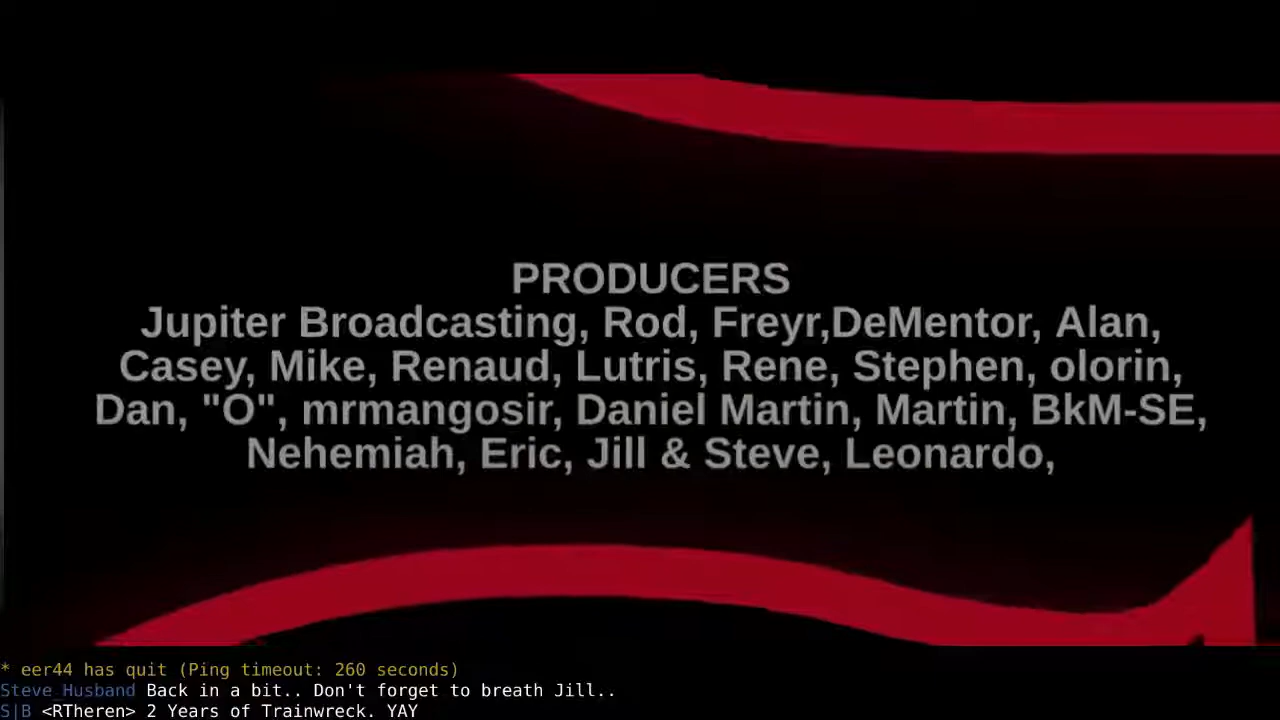 PRODUCERS
Jupiter Broadcasting, Rod, Freyr,DeMentor, Alan,
Casey, Mike, Renaud, Lutris, Rene, Stephen, olorin,
Dan, "O", mrmangosir, Daniel Martin, Martin, BkM-SE,
Nehemiah, Eric, Jill & Steve, Leonardo,
* eer44 has quit (Ping timeout: 260 seconds)
Steve_Husband Back in a bit.. Don't forget to breath Jill..
S|B <RTheren> 2 Years of Trainwreck. YAY